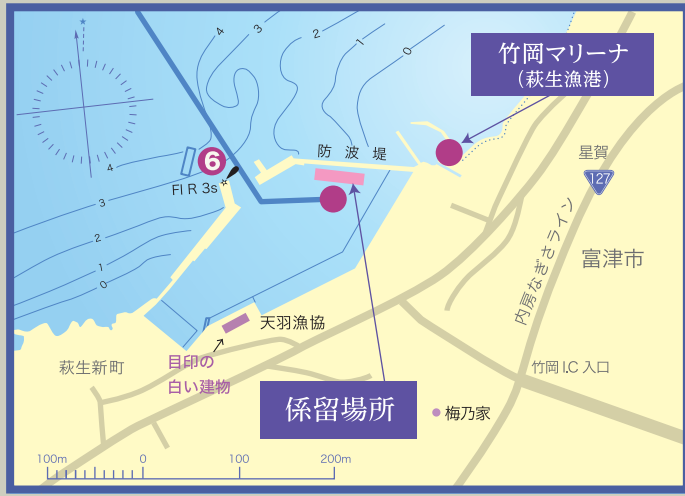 竹岡マリーナ
(萩生漁港)
4
3
2
1
0
防波堤
星賀
127
6
Fl R 3s
4
3
2
1
0
内房なぎさライン
富津市
天羽漁協
目印の
白い建物
萩生新町
竹岡I.C入口
係留場所
梅乃家
100m 0 100 200m